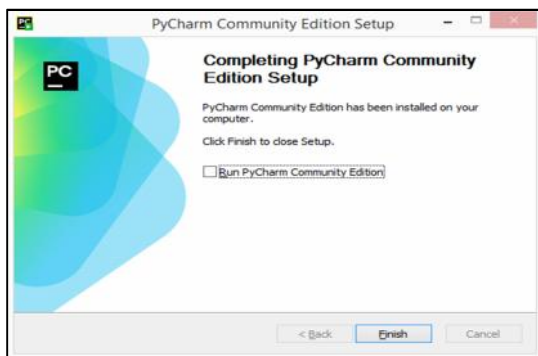 PyCharm Community Edition Setup
PC
Completing PyCharm Community
Edition Setup
PyCharm Community Edition has been installed on your
computer.
Click Finish to close Setup.
Run PyCharm Community Edition
< Back Finish Cancel